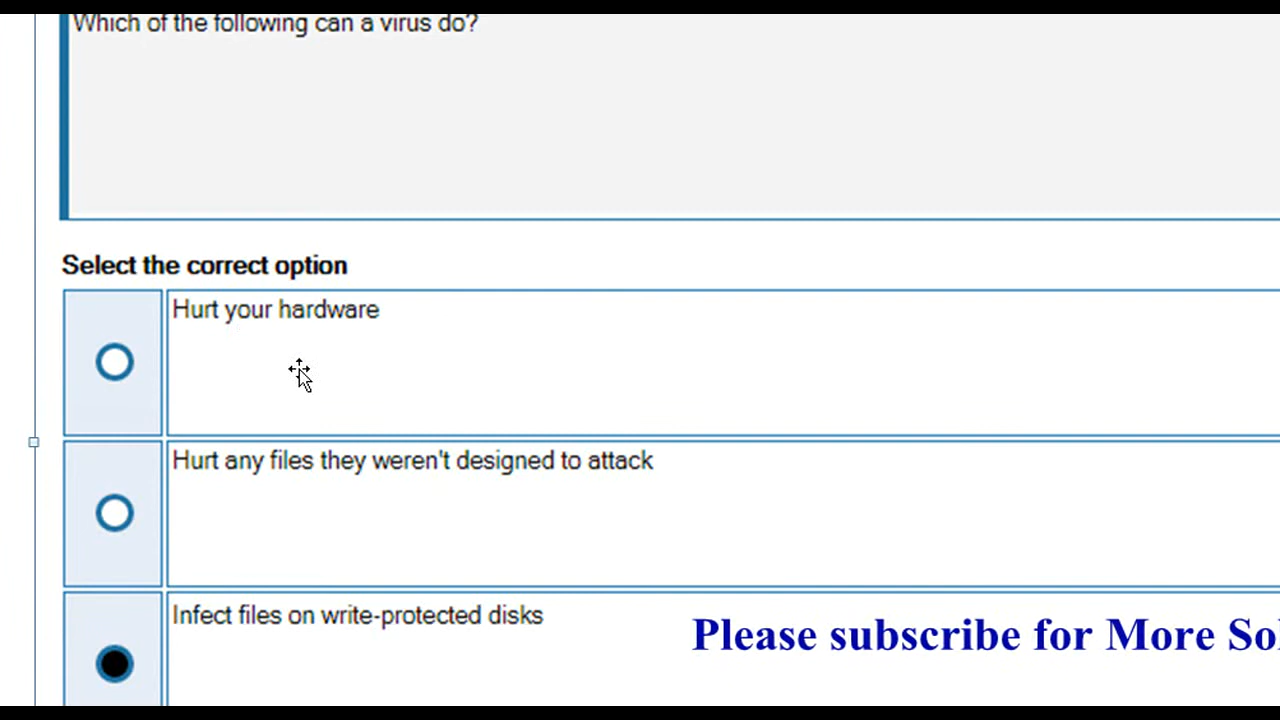 Which of the following can a virus do?
Select the correct option
Hurt your hardware
Hurt any files they weren't designed to attack
Infect files on write-protected disks
Please subscribe for More